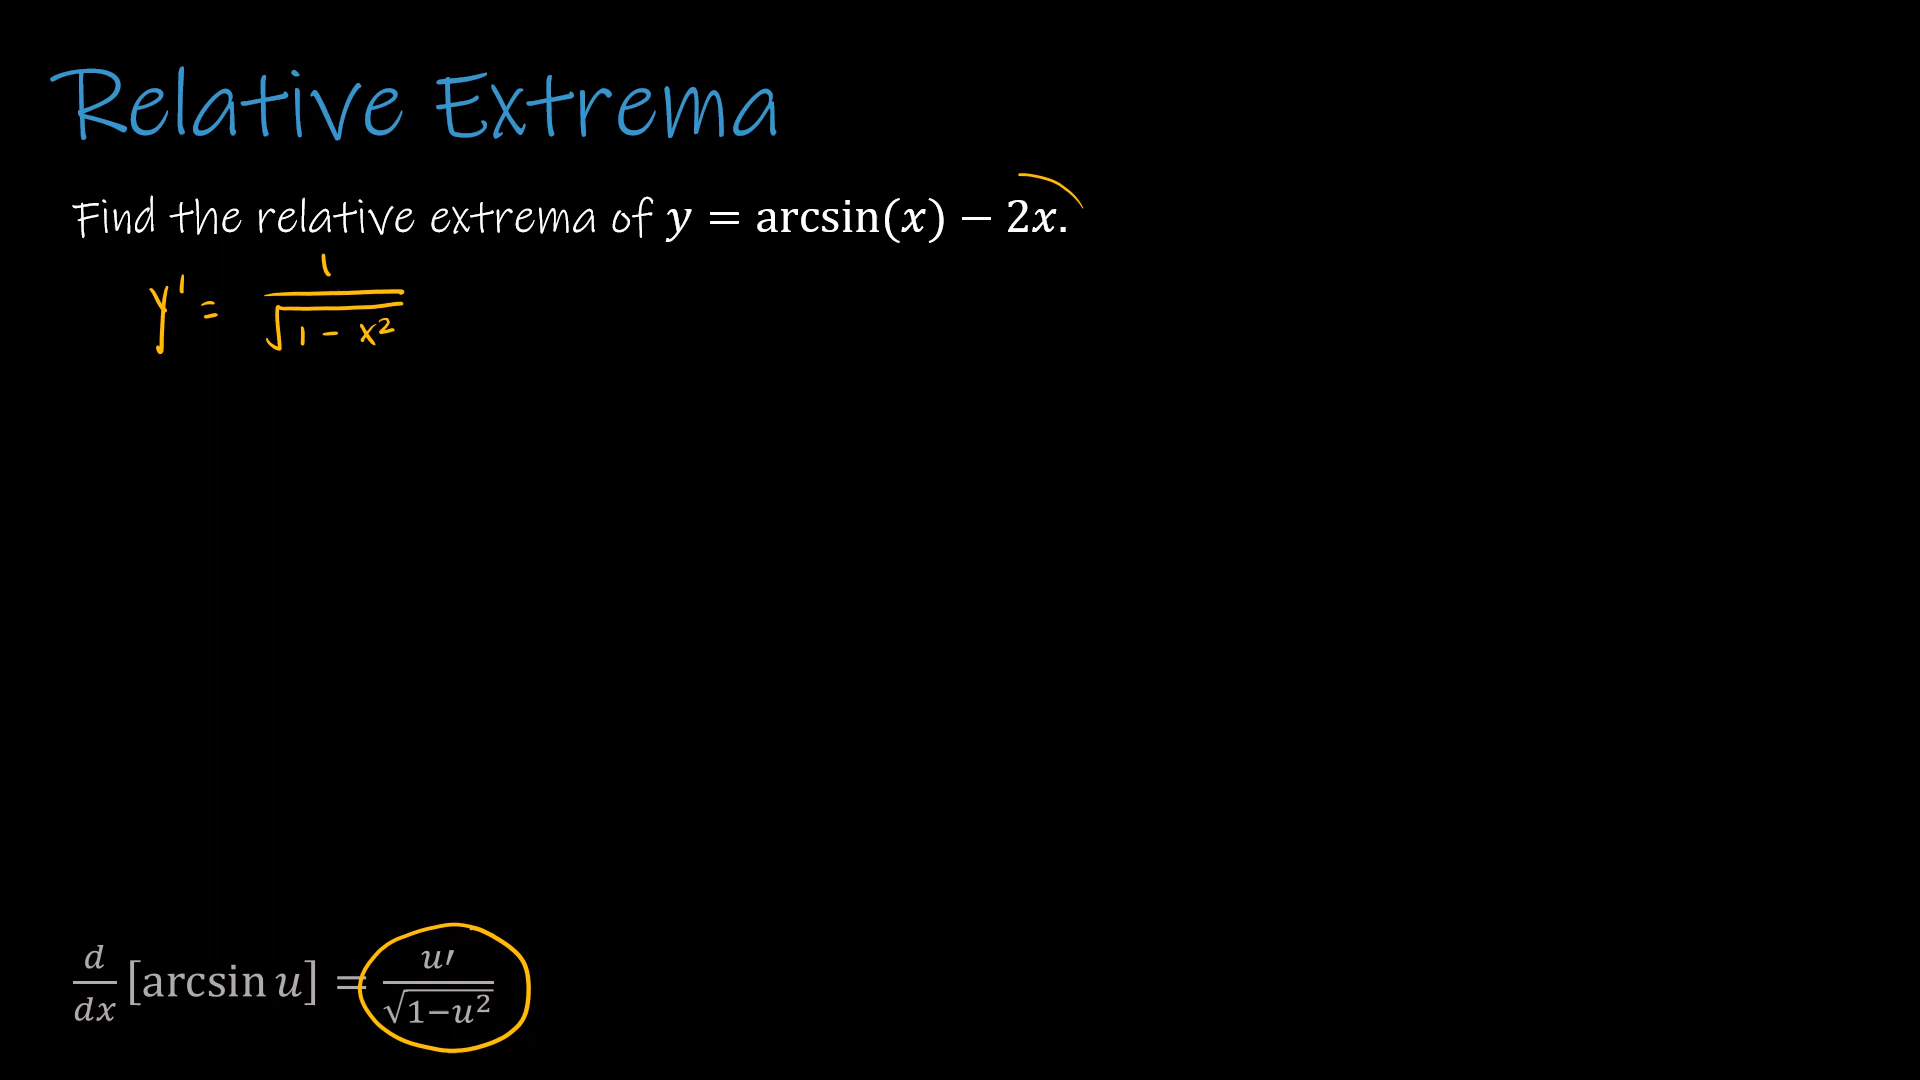 Relative Extrema
Find the relative extrema of y = arcsin(x) − 2x.
y' = 1/√(1 - x²)
d/dx [arcsin u] = u′/√(1−u²)